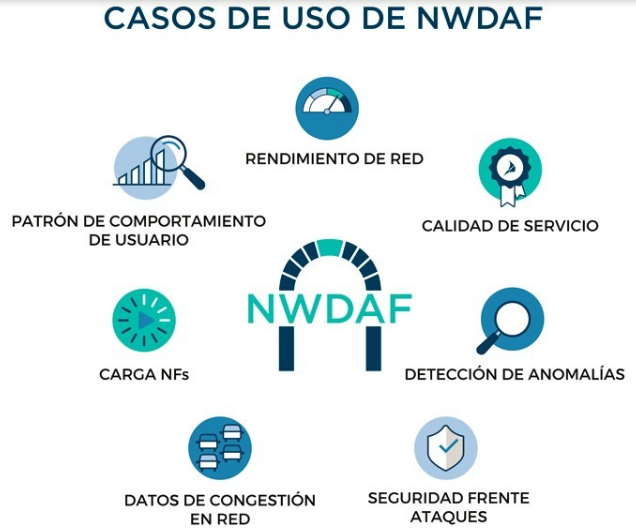 CASOS DE USO DE NWDAF
RENDIMIENTO DE RED
PATRÓN DE COMPORTAMIENTO
DE USUARIO
CALIDAD DE SERVICIO
NWDAF
CARGA NFs
DETECCIÓN DE ANOMALÍAS
DATOS DE CONGESTIÓN
EN RED
SEGURIDAD FRENTE
ATAQUES